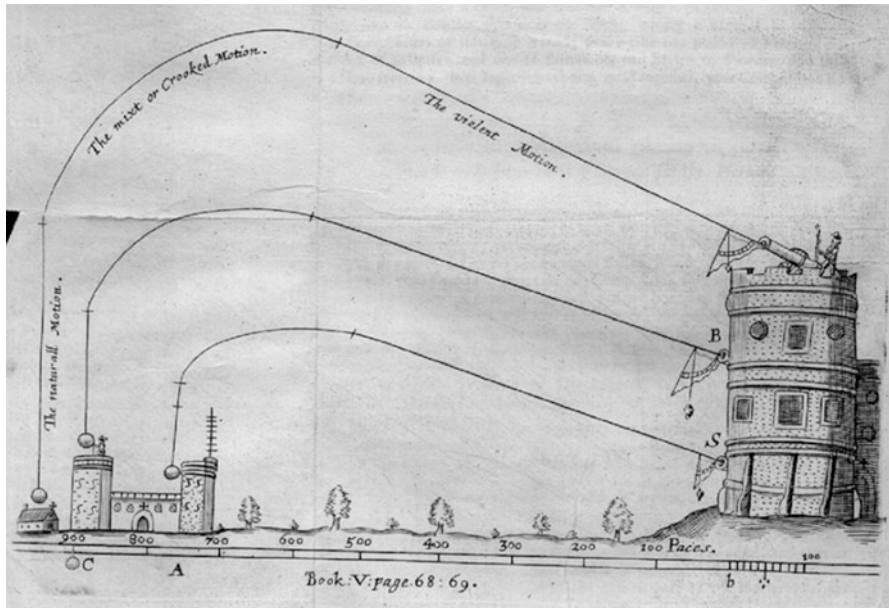 The mixt or Crooked Motion.
The violent Motion.
The naturall Motion.
B
S
900 800 700 600 500 400 300 200 100 Paces. 100
C A b
Book: V: page. 68: 69.